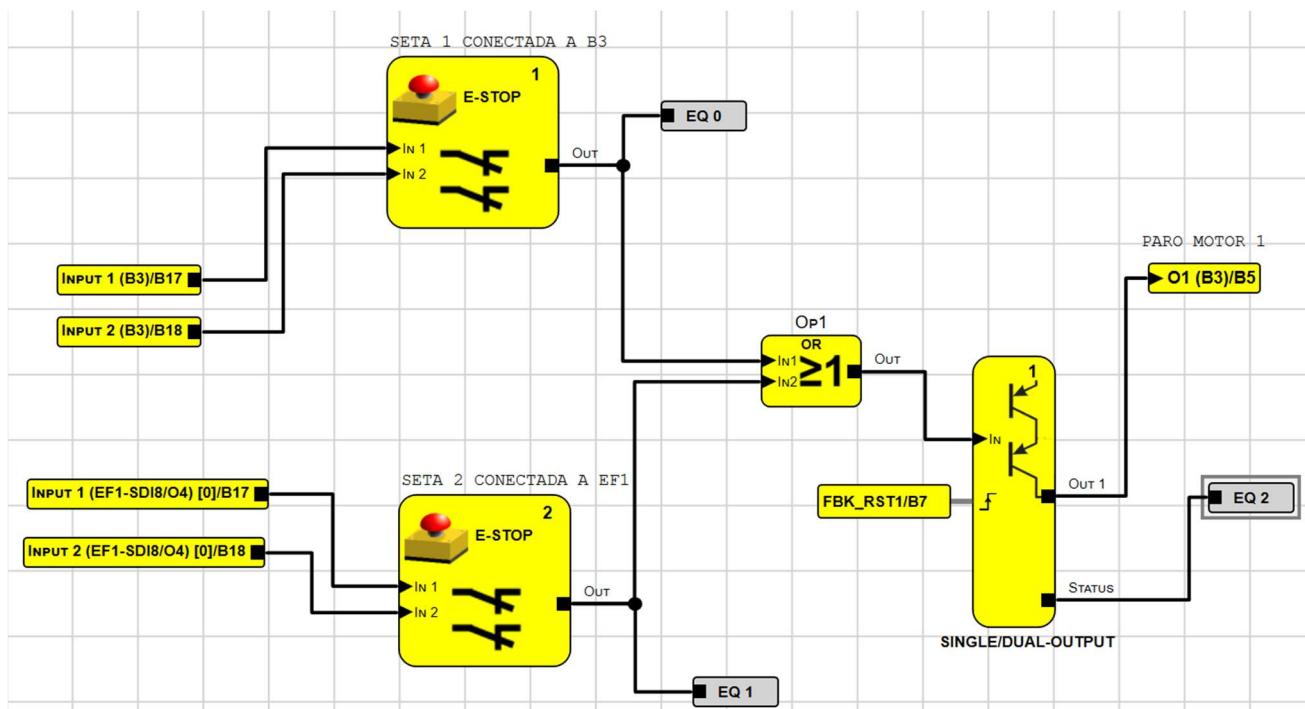 SETA 1 CONECTADA A B3
1
E-STOP
IN 1
IN 2
OUT
EQ 0
INPUT 1 (B3)/B17
INPUT 2 (B3)/B18
PARO MOTOR 1
O1 (B3)/B5
OP1
OR
IN1
IN2
≥1
OUT
1
IN
OUT 1
FBK_RST1/B7
STATUS
EQ 2
SINGLE/DUAL-OUTPUT
SETA 2 CONECTADA A EF1
2
E-STOP
IN 1
IN 2
OUT
INPUT 1 (EF1-SDI8/O4) [0]/B17
INPUT 2 (EF1-SDI8/O4) [0]/B18
EQ 1